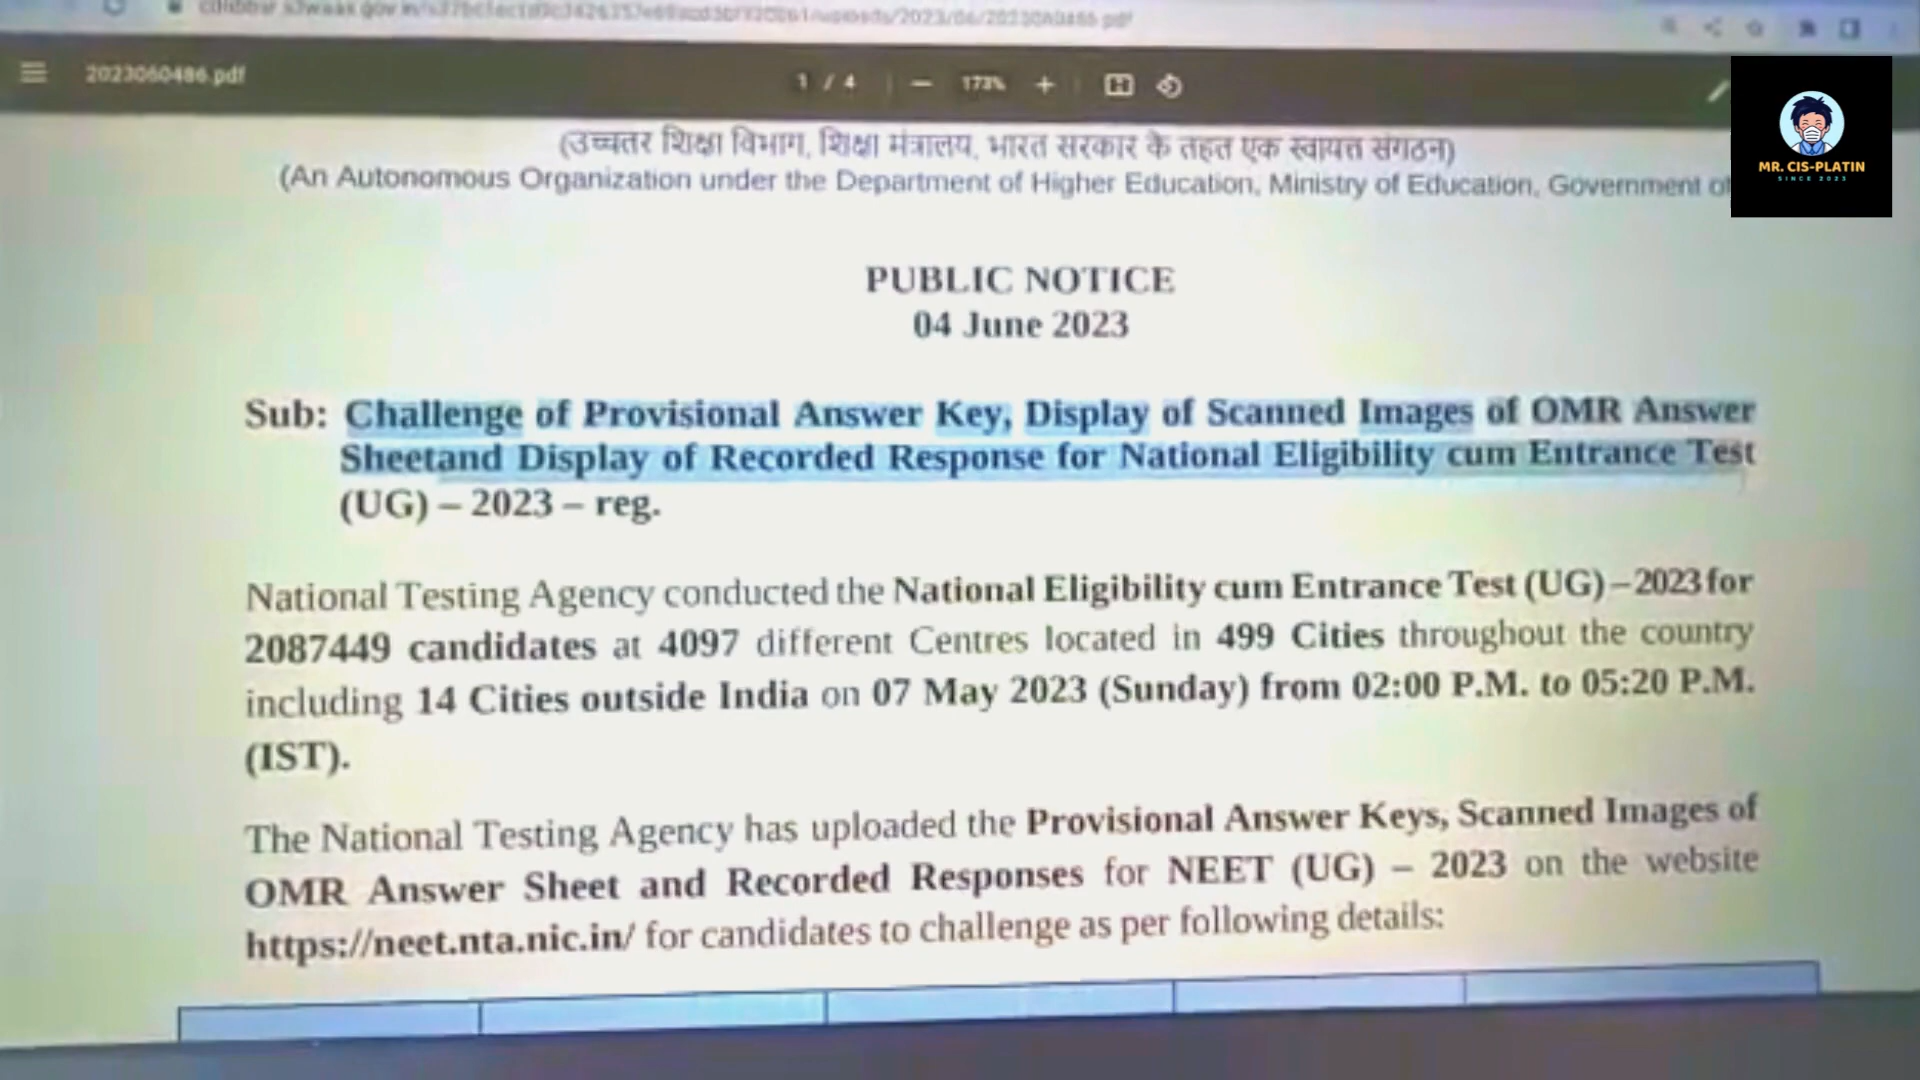 2023060486.pdf
1 / 4
173%
(उच्चतर शिक्षा विभाग, शिक्षा मंत्रालय, भारत सरकार के तहत एक स्वायत्त संगठन)
(An Autonomous Organization under the Department of Higher Education, Ministry of Education, Government of
MR. CIS-PLATIN
SINCE 2023
PUBLIC NOTICE
04 June 2023
Sub: Challenge of Provisional Answer Key, Display of Scanned Images of OMR Answer
Sheetand Display of Recorded Response for National Eligibility cum Entrance Test
(UG) – 2023 – reg.
National Testing Agency conducted the National Eligibility cum Entrance Test (UG) – 2023 for
2087449 candidates at 4097 different Centres located in 499 Cities throughout the country
including 14 Cities outside India on 07 May 2023 (Sunday) from 02:00 P.M. to 05:20 P.M.
(IST).
The National Testing Agency has uploaded the Provisional Answer Keys, Scanned Images of
OMR Answer Sheet and Recorded Responses for NEET (UG) – 2023 on the website
https://neet.nta.nic.in/ for candidates to challenge as per following details: